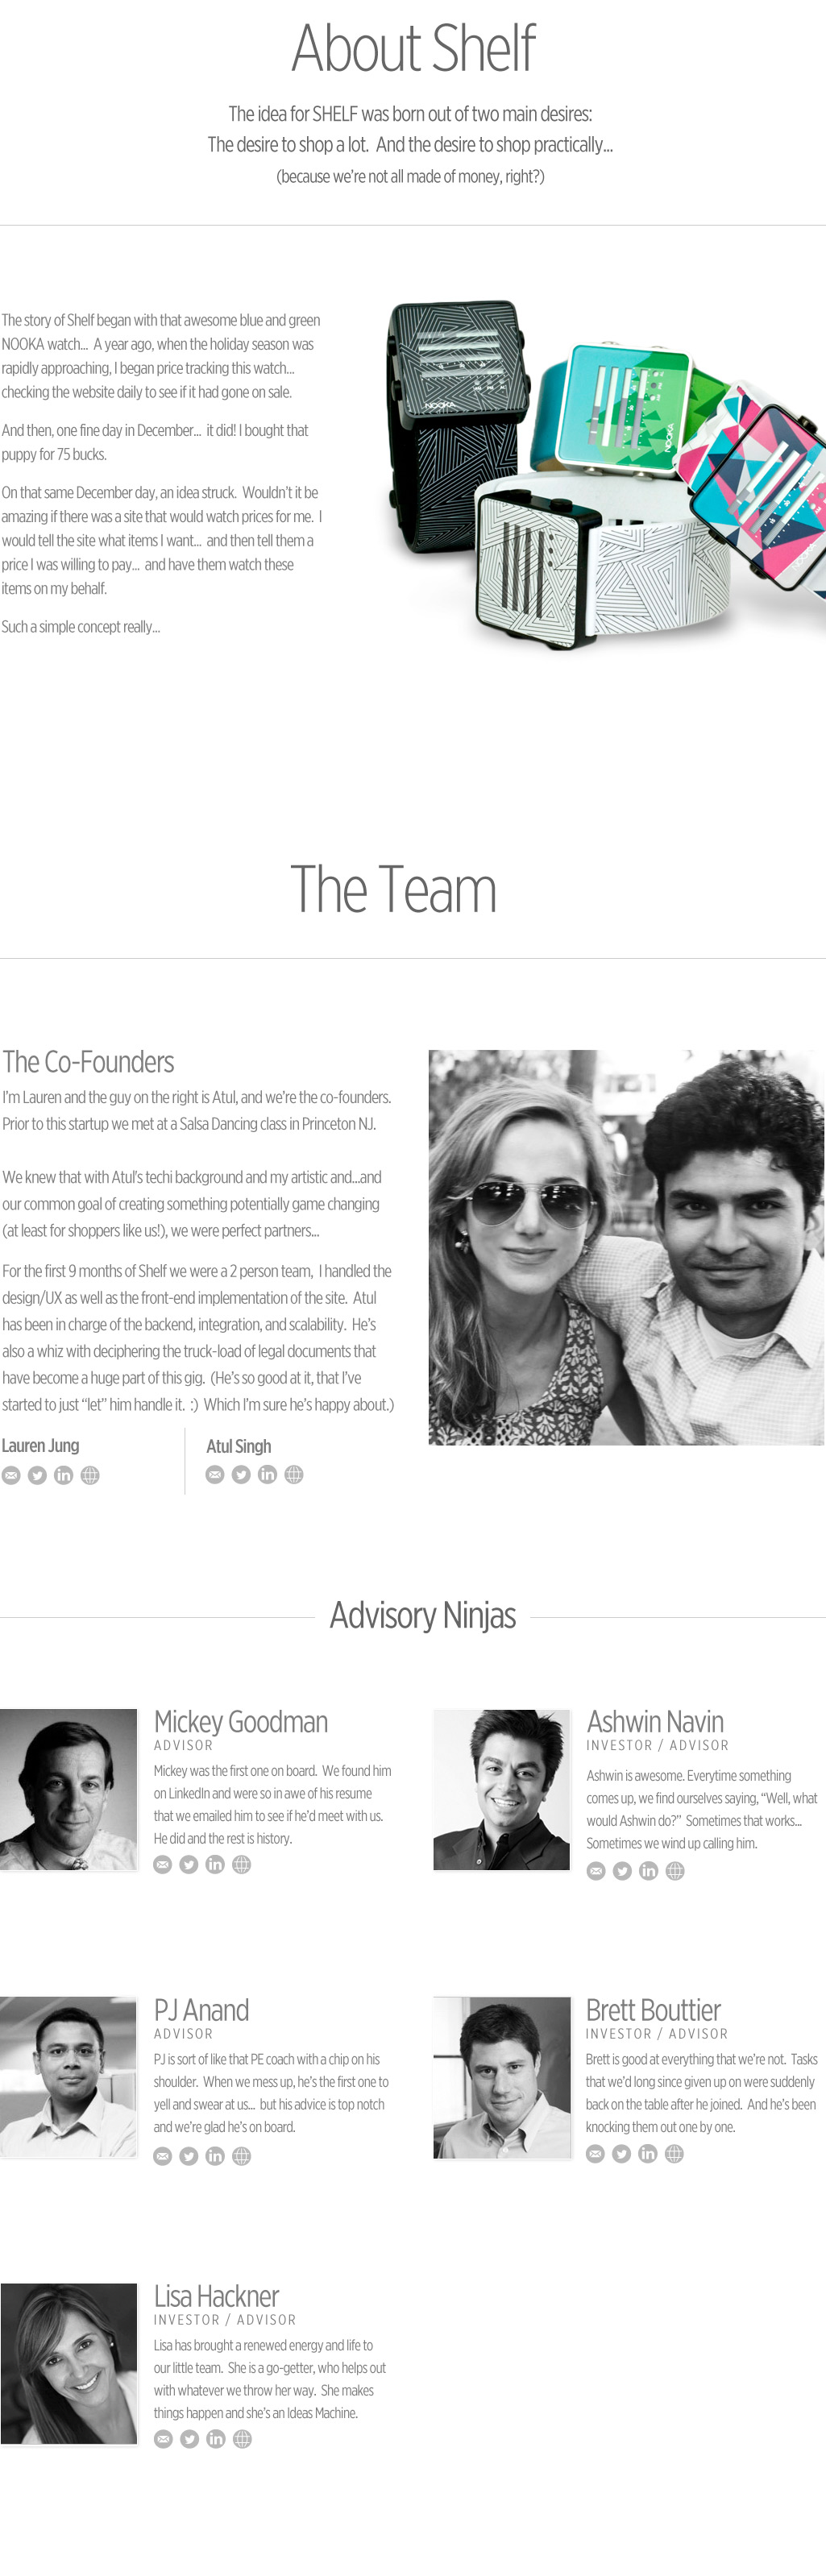 About Shelf
The idea for SHELF was born out of two main desires:
The desire to shop a lot. And the desire to shop practically...
(because we're not all made of money, right?)
The story of Shelf began with that awesome blue and green
NOOKA watch... A year ago, when the holiday season was
rapidly approaching, I began price tracking this watch...
checking the website daily to see if it had gone on sale.
And then, one fine day in December... it did! I bought that
puppy for 75 bucks.
On that same December day, an idea struck. Wouldn't it be
amazing if there was a site that would watch prices for me. I
would tell the site what items I want... and then tell them a
price I was willing to pay... and have them watch these
items on my behalf.
Such a simple concept really...
NOOKA
NOOKA
NOOKA
The Team
The Co-Founders
I'm Lauren and the guy on the right is Atul, and we're the co-founders.
Prior to this startup we met at a Salsa Dancing class in Princeton NJ.
We knew that with Atul's techi background and my artistic and...and
our common goal of creating something potentially game changing
(at least for shoppers like us!), we were perfect partners...
For the first 9 months of Shelf we were a 2 person team, I handled the
design/UX as well as the front-end implementation of the site. Atul
has been in charge of the backend, integration, and scalability. He's
also a whiz with deciphering the truck-load of legal documents that
have become a huge part of this gig. (He's so good at it, that I've
started to just “let” him handle it. :) Which I'm sure he's happy about.)
Lauren Jung
Atul Singh
Advisory Ninjas
Mickey Goodman
ADVISOR
Mickey was the first one on board. We found him
on LinkedIn and were so in awe of his resume
that we emailed him to see if he'd meet with us.
He did and the rest is history.
Ashwin Navin
INVESTOR / ADVISOR
Ashwin is awesome. Everytime something
comes up, we find ourselves saying, “Well, what
would Ashwin do?” Sometimes that works...
Sometimes we wind up calling him.
PJ Anand
ADVISOR
PJ is sort of like that PE coach with a chip on his
shoulder. When we mess up, he's the first one to
yell and swear at us... but his advice is top notch
and we're glad he's on board.
Brett Bouttier
INVESTOR / ADVISOR
Brett is good at everything that we're not. Tasks
that we'd long since given up on were suddenly
back on the table after he joined. And he's been
knocking them out one by one.
Lisa Hackner
INVESTOR / ADVISOR
Lisa has brought a renewed energy and life to
our little team. She is a go-getter, who helps out
with whatever we throw her way. She makes
things happen and she's an Ideas Machine.